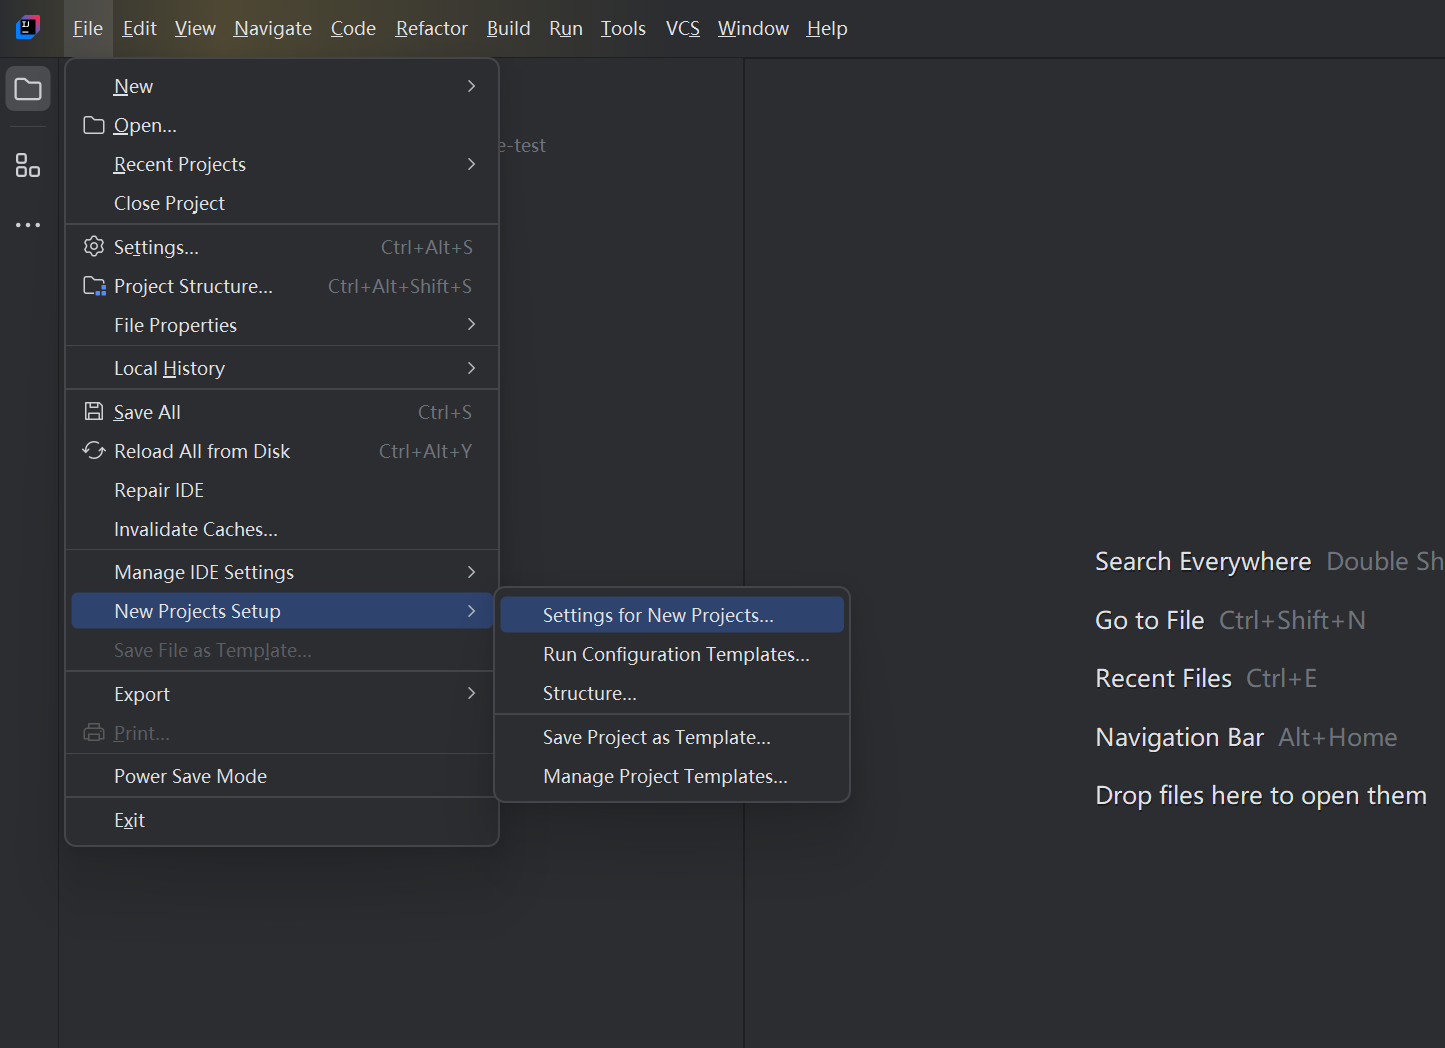 File Edit View Navigate Code Refactor Build Run Tools VCS Window Help
New
Open...
e-test
Recent Projects
Close Project
Settings... Ctrl+Alt+S
Project Structure... Ctrl+Alt+Shift+S
File Properties
Local History
Save All Ctrl+S
Reload All from Disk Ctrl+Alt+Y
Repair IDE
Invalidate Caches...
Manage IDE Settings
New Projects Setup
Save File as Template...
Export
Print...
Power Save Mode
Exit
Settings for New Projects...
Run Configuration Templates...
Structure...
Save Project as Template...
Manage Project Templates...
Search Everywhere Double Sh
Go to File Ctrl+Shift+N
Recent Files Ctrl+E
Navigation Bar Alt+Home
Drop files here to open them